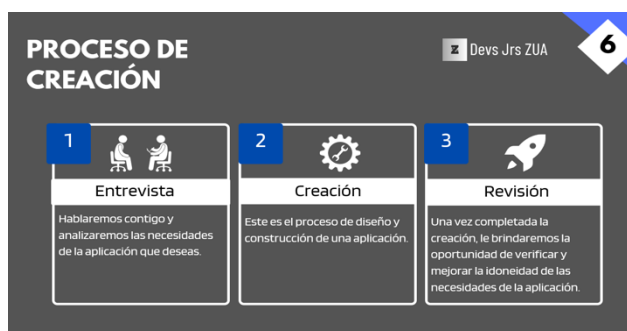 PROCESO DE
CREACIÓN
Z Devs Jrs ZUA
6
1
Entrevista
Hablaremos contigo y
analizaremos las necesidades
de la aplicación que deseas.
2
Creación
Este es el proceso de diseño y
construcción de una aplicación.
3
Revisión
Una vez completada la
creación, le brindaremos la
oportunidad de verificar y
mejorar la idoneidad de las
necesidades de la aplicación.